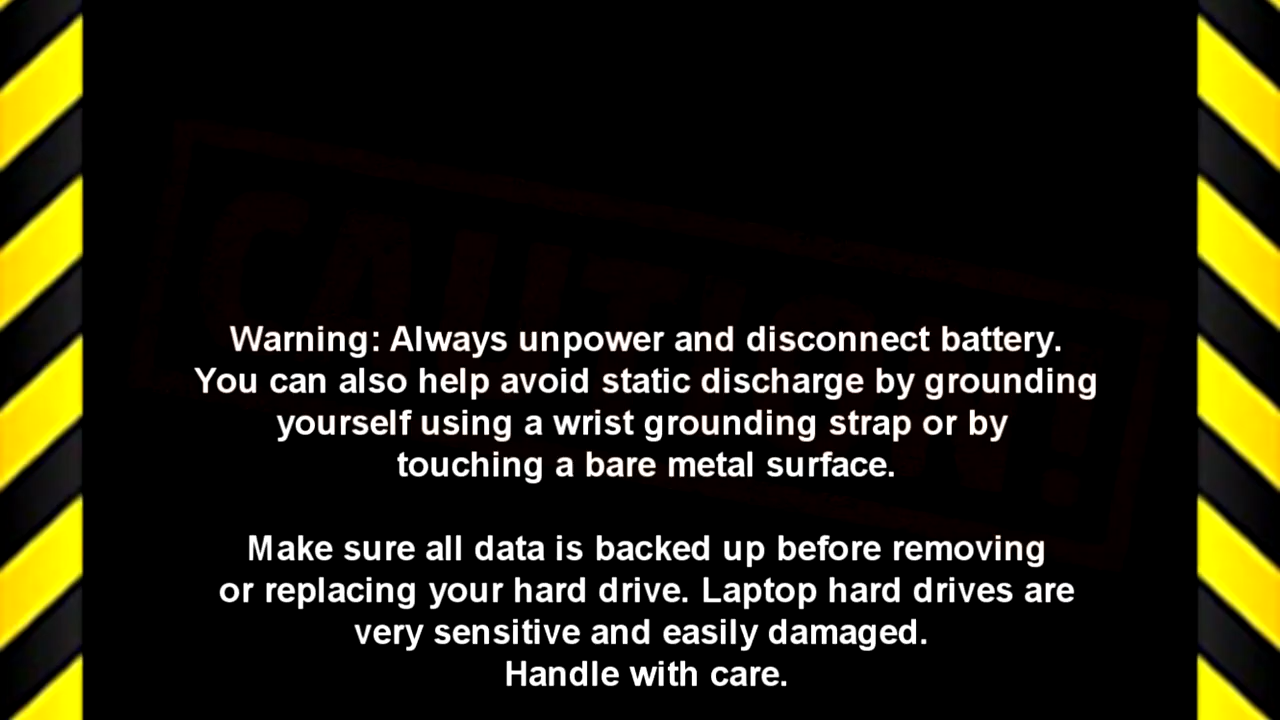 CAUTION!
Warning: Always unpower and disconnect battery.
You can also help avoid static discharge by grounding
yourself using a wrist grounding strap or by
touching a bare metal surface.
Make sure all data is backed up before removing
or replacing your hard drive. Laptop hard drives are
very sensitive and easily damaged.
Handle with care.